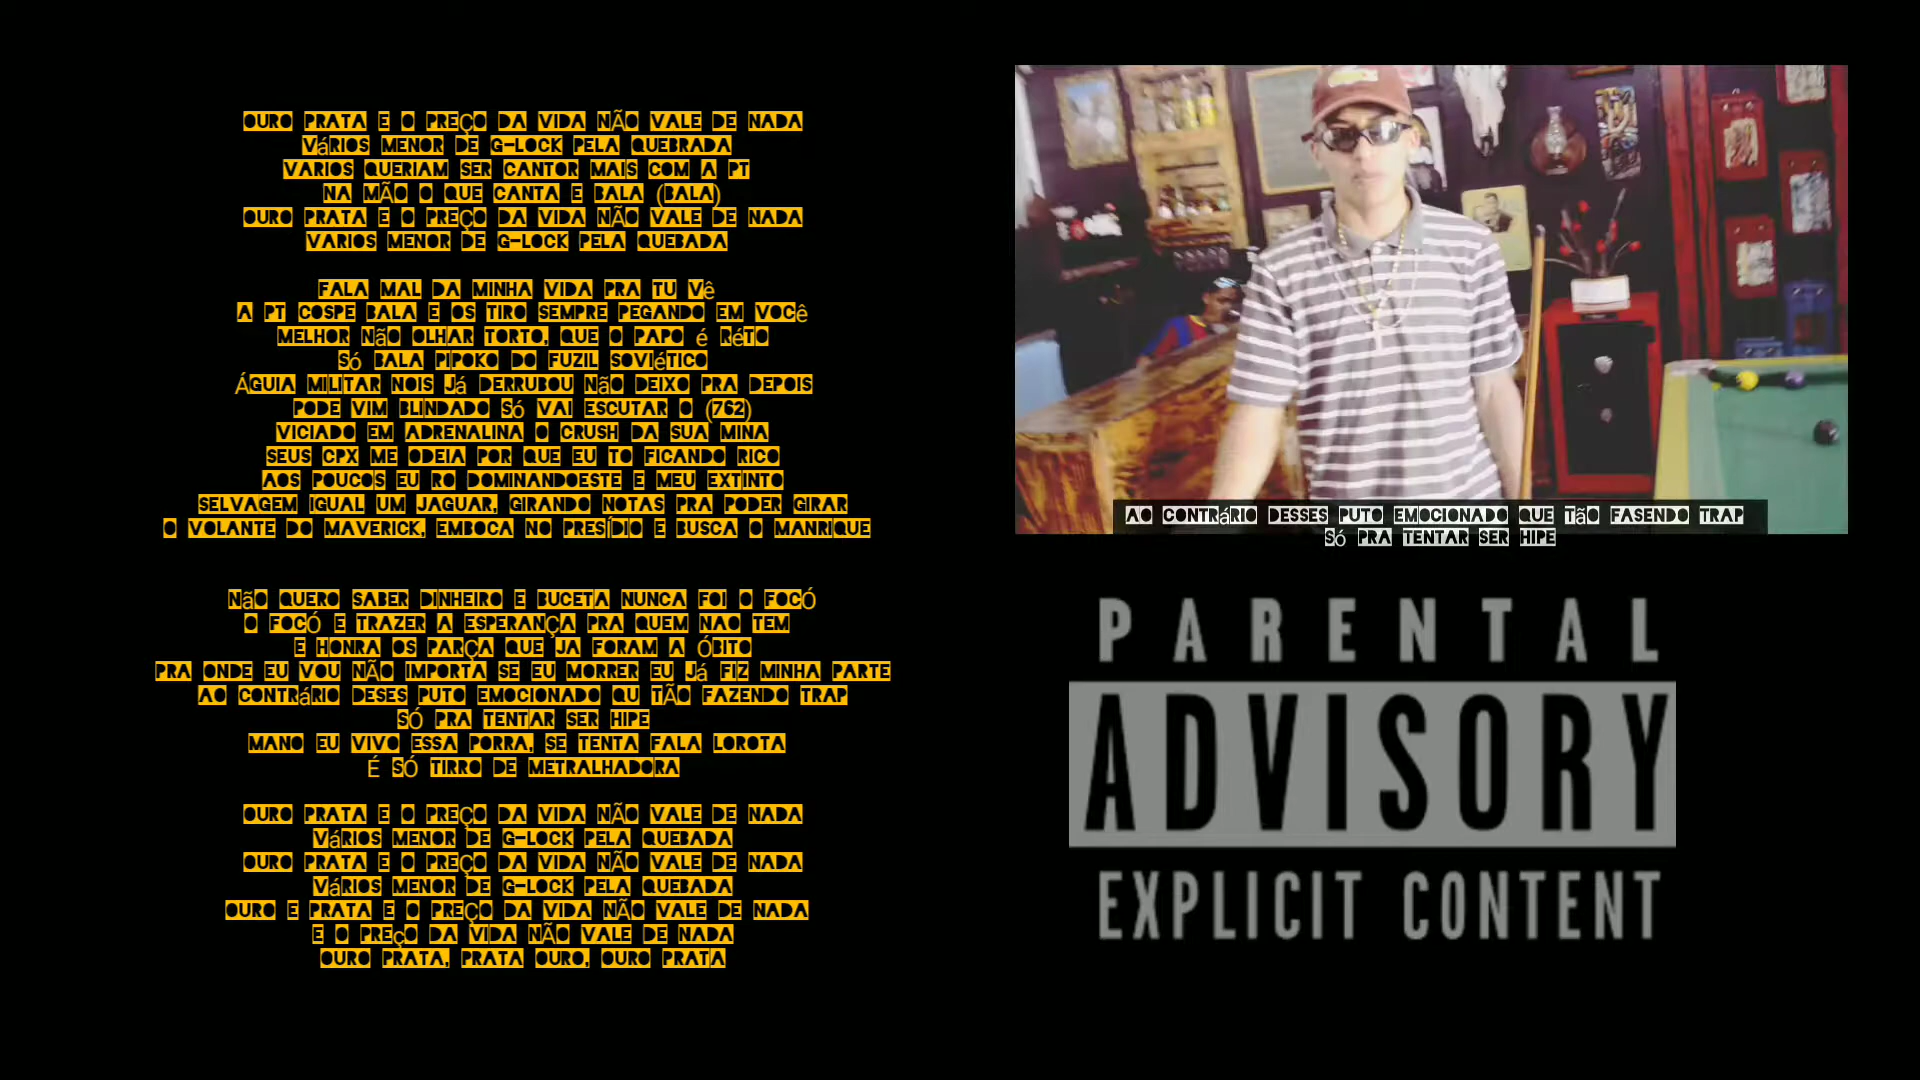 OURO PRATA E O PREÇO DA VIDA NÃO VALE DE NADA
VáRIOS MENOR DE G-LOCK PELA QUEBRADA
VARIOS QUERIAM SER CANTOR MAIS COM A PT
NA MÃO O QUE CANTA E BALA (BALA)
OURO PRATA E O PREÇO DA VIDA NÃO VALE DE NADA
VARIOS MENOR DE G-LOCK PELA QUEBADA
FALA MAL DA MINHA VIDA PRA TU Vê
A PT COSPE BALA E OS TIRO SEMPRE PEGANDO EM VOCê
MELHOR NãO OLHAR TORTO, QUE O PAPO é RéTO
Só BALA PIPOKO DO FUZIL SOVIéTICO
ÁGUIA MILITAR NOIS Já DERRUBOU NãO DEIXO PRA DEPOIS
PODE VIM BLINDADO Só VAI ESCUTAR O (762)
VICIADO EM ADRENALINA O CRUSH DA SUA MINA
SEUS CPX ME ODEIA POR QUE EU TO FICANDO RICO
AOS POUCOS EU RO DOMINANDOESTE E MEU EXTINTO
SELVAGEM IGUAL UM JAGUAR, GIRANDO NOTAS PRA PODER GIRAR
O VOLANTE DO MAVERICK, EMBOCA NO PRESÍDIO E BUSCA O MANRIQUE
NãO QUERO SABER DINHEIRO E BUCETA NUNCA FOI O FOCÓ
O FOCÓ E TRAZER A ESPERANÇA PRA QUEM NAO TEM
E HONRA OS PARÇA QUE JA FORAM A ÓBITO
PRA ONDE EU VOU NÃO IMPORTA SE EU MORRER EU Já FIZ MINHA PARTE
AO CONTRáRIO DESES PUTO EMOCIONADO QU TÃO FAZENDO TRAP
SÓ PRA TENTAR SER HIPE
MANO EU VIVO ESSA PORRA, SE TENTA FALA LOROTA
É SÓ TIRRO DE METRALHADORA
OURO PRATA E O PREÇO DA VIDA NÃO VALE DE NADA
VáRIOS MENOR DE G-LOCK PELA QUEBADA
OURO PRATA E O PREÇO DA VIDA NÃO VALE DE NADA
VáRIOS MENOR DE G-LOCK PELA QUEBADA
OURO E PRATA E O PREÇO DA VIDA NÃO VALE DE NADA
E O PREçO DA VIDA NÃO VALE DE NADA
OURO PRATA, PRATA OURO, OURO PRATA
AO CONTRáRIO DESSES PUTO EMOCIONADO QUE TãO FASENDO TRAP
Só PRA TENTAR SER HIPE
PARENTAL
ADVISORY
EXPLICIT CONTENT